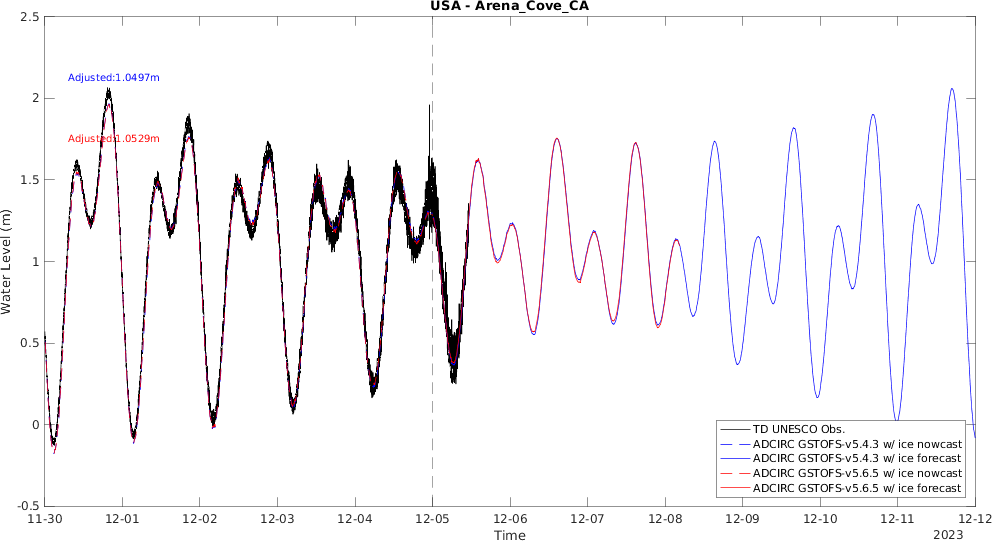 USA - Arena_Cove_CA
2.5
2
1.5
1
0.5
0
-0.5
Water Level (m)
Adjusted:1.0497m
Adjusted:1.0529m
TD UNESCO Obs.
ADCIRC GSTOFS-v5.4.3 w/ ice nowcast
ADCIRC GSTOFS-v5.4.3 w/ ice forecast
ADCIRC GSTOFS-v5.6.5 w/ ice nowcast
ADCIRC GSTOFS-v5.6.5 w/ ice forecast
11-30 12-01 12-02 12-03 12-04 12-05 12-06 12-07 12-08 12-09 12-10 12-11 12-12
Time
2023